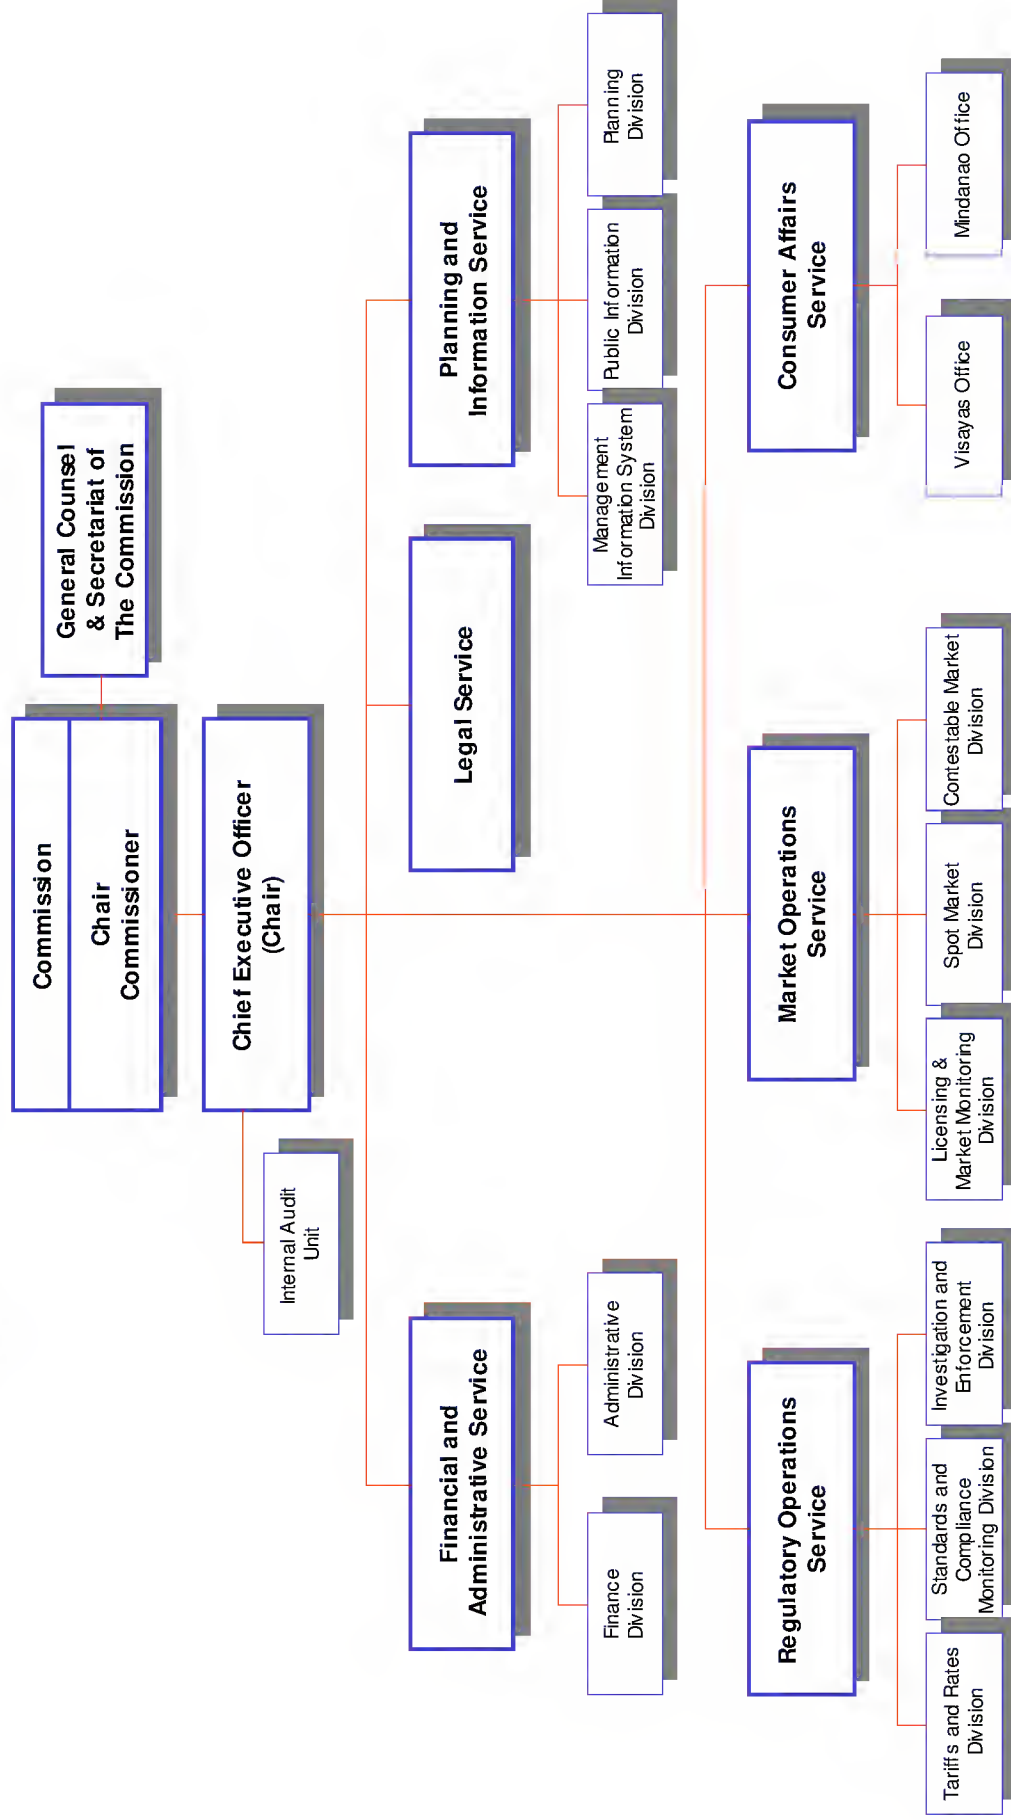 Commission
Chair
Commissioner
General Counsel
& Secretariat of
The Commission
Chief Executive Officer
(Chair)
Internal Audit
Unit
Financial and
Administrative Service
Legal Service
Planning and
Information Service
Finance
Division
Administrative
Division
Management
Information System
Division
Public Information
Division
Planning
Division
Regulatory Operations
Service
Market Operations
Service
Consumer Affairs
Service
Tariffs and Rates
Division
Standards and
Compliance
Monitoring Division
Investigation and
Enforcement
Division
Licensing &
Market Monitoring
Division
Spot Market
Division
Contestable Market
Division
Visayas Office
Mindanao Office